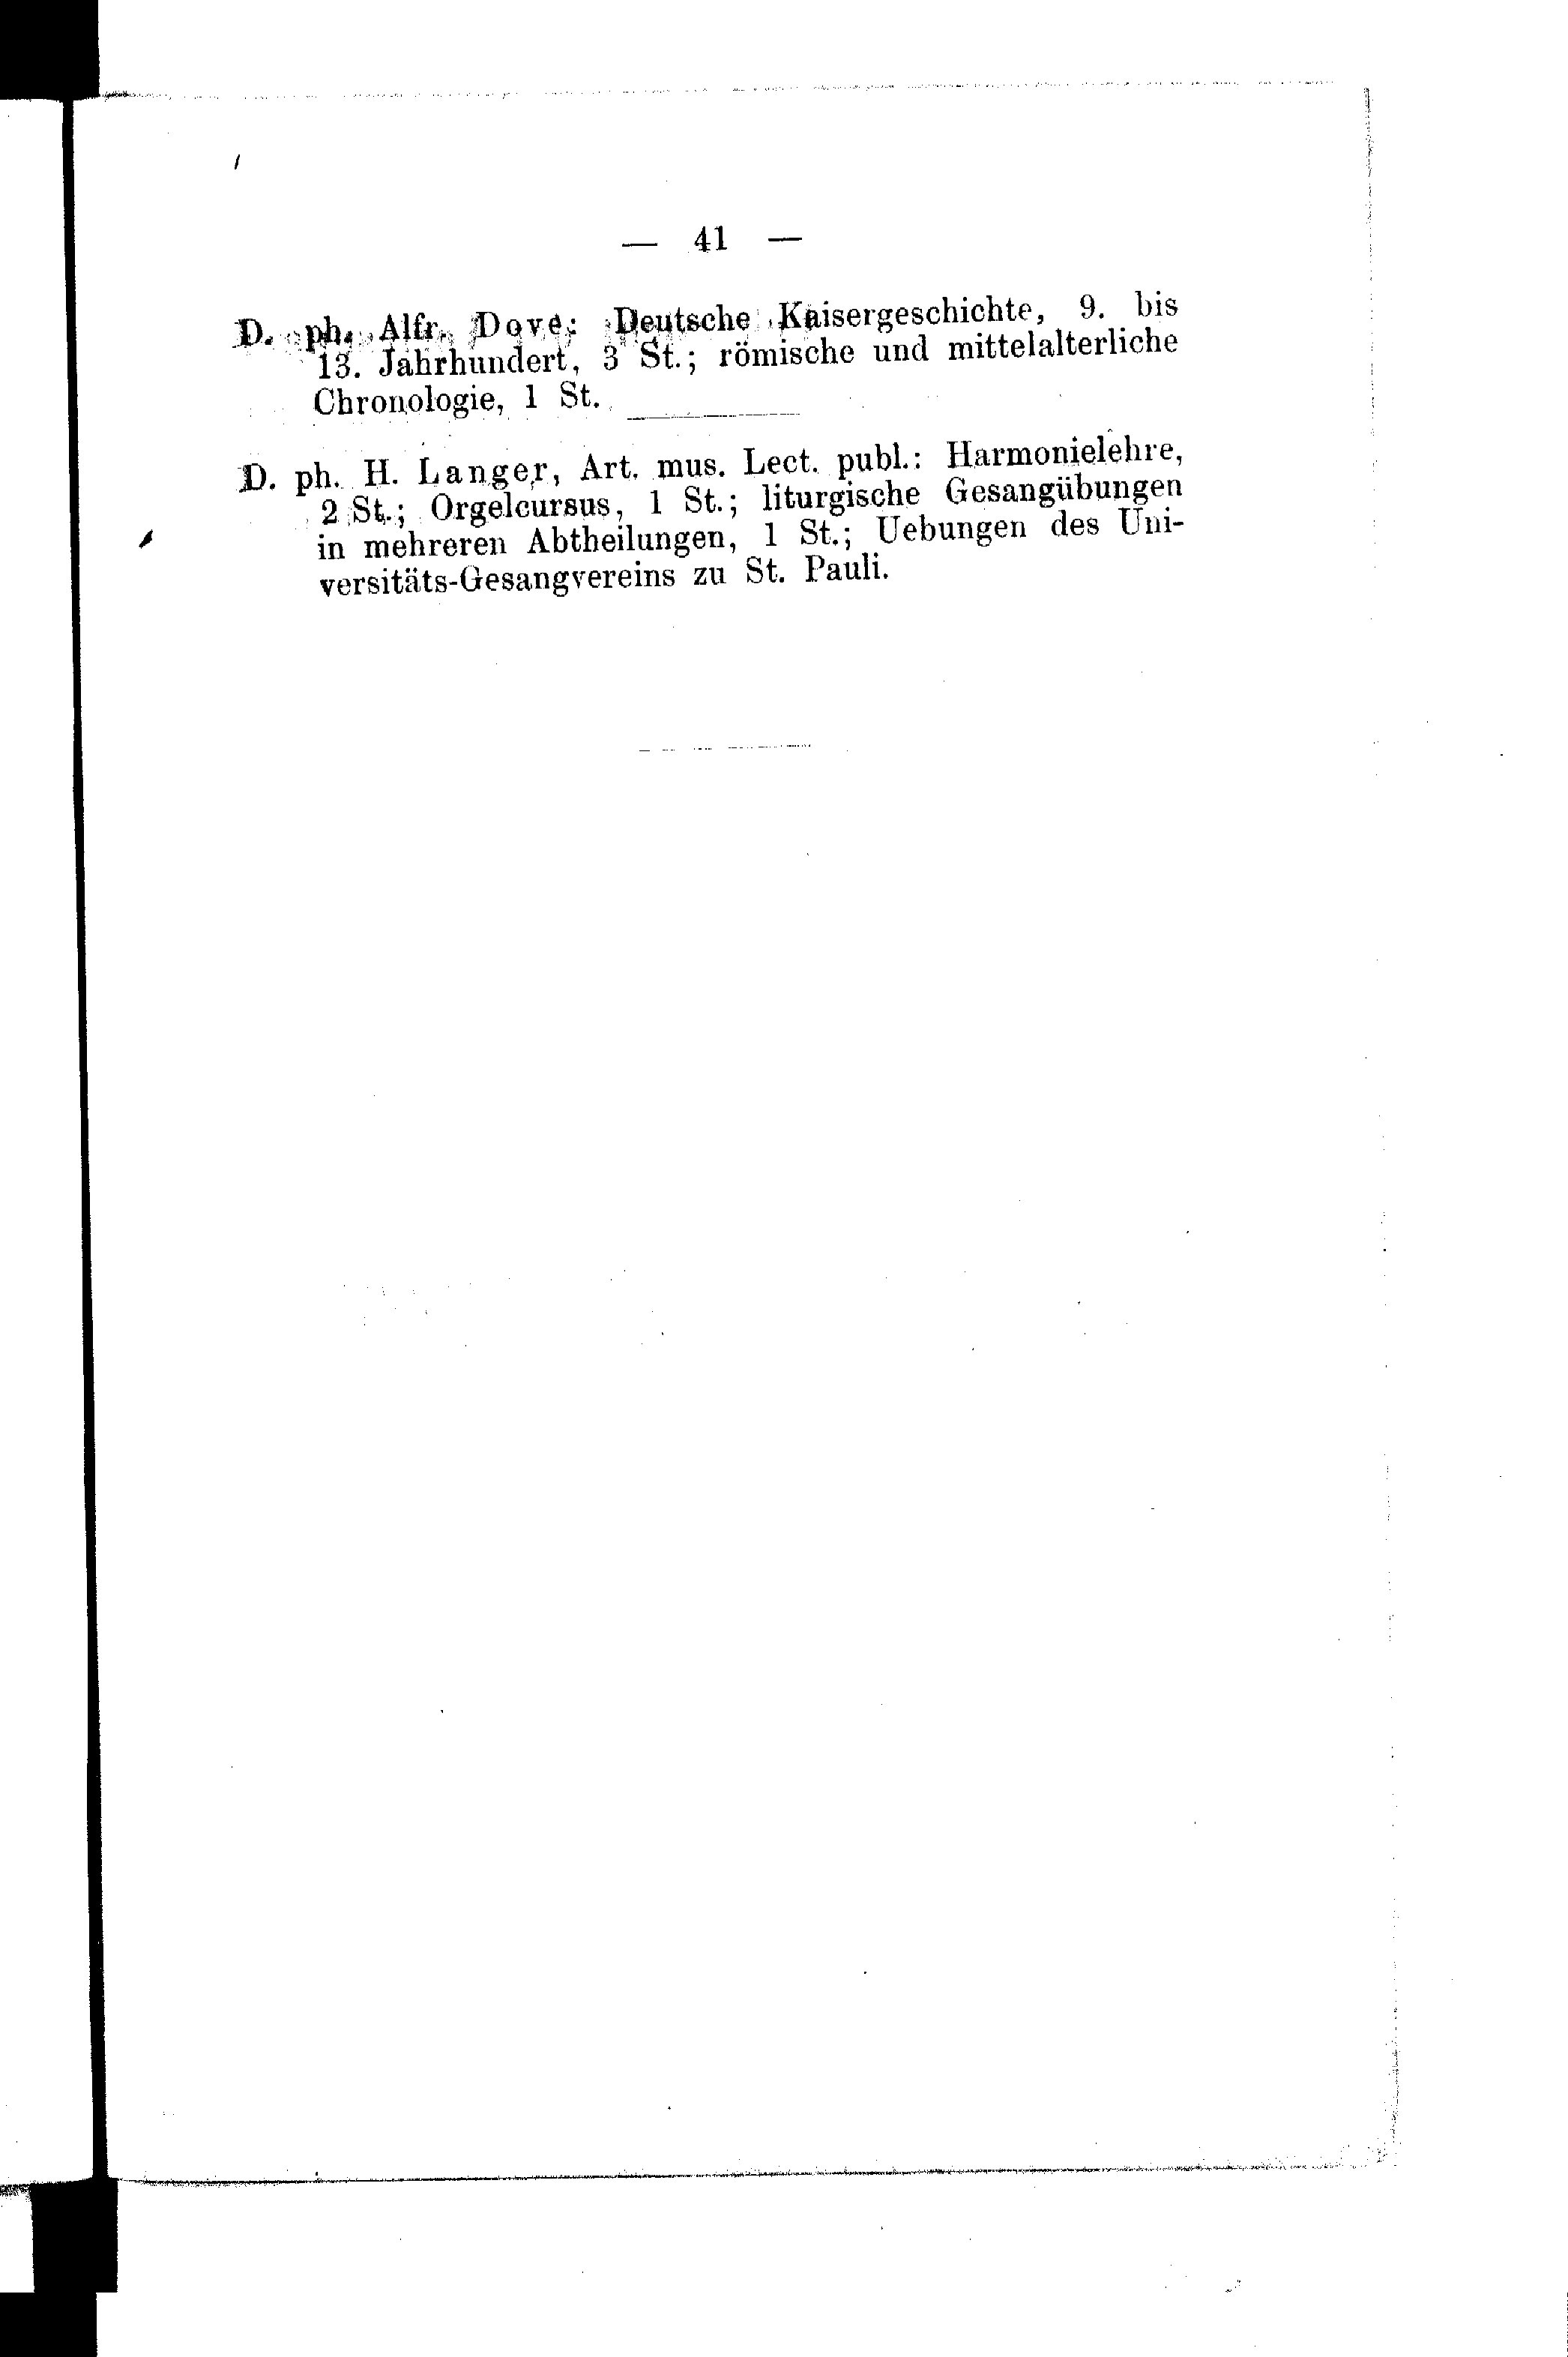 — 41 —
D. ph. Alfr. Dove: Deutsche Kaisergeschichte, 9. bis
13. Jahrhundert, 3 St.; römische und mittelalterliche
Chronologie, 1 St.
D. ph. H. Langer, Art. mus. Lect. publ.: Harmonielehre,
2 St.; Orgelcursus, 1 St.; liturgische Gesangübungen
in mehreren Abtheilungen, 1 St.; Uebungen des Uni-
versitäts-Gesangvereins zu St. Pauli.